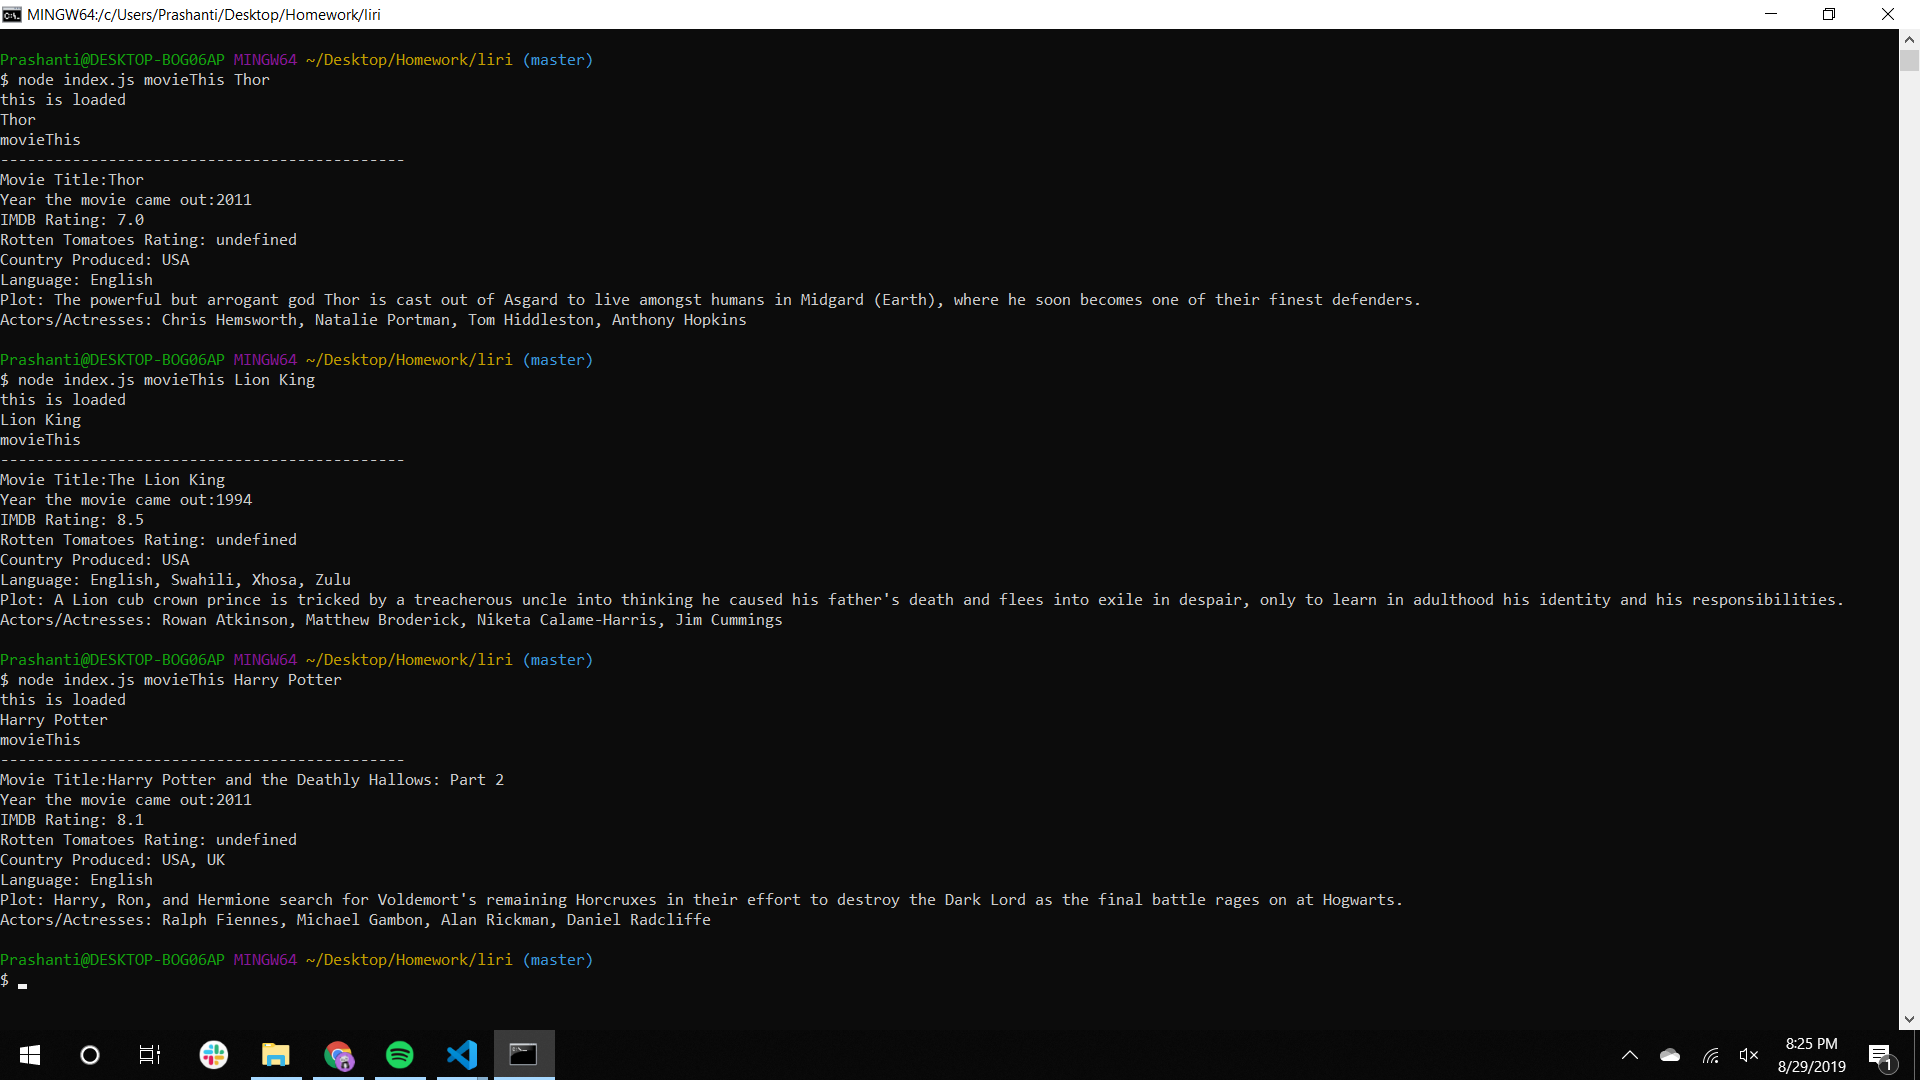 MINGW64:/c/Users/Prashanti/Desktop/Homework/liri
Prashanti@DESKTOP-BOG06AP MINGW64 ~/Desktop/Homework/liri (master)
$ node index.js movieThis Thor
this is loaded
Thor
movieThis
---------------------------------------------
Movie Title:Thor
Year the movie came out:2011
IMDB Rating: 7.0
Rotten Tomatoes Rating: undefined
Country Produced: USA
Language: English
Plot: The powerful but arrogant god Thor is cast out of Asgard to live amongst humans in Midgard (Earth), where he soon becomes one of their finest defenders.
Actors/Actresses: Chris Hemsworth, Natalie Portman, Tom Hiddleston, Anthony Hopkins
Prashanti@DESKTOP-BOG06AP MINGW64 ~/Desktop/Homework/liri (master)
$ node index.js movieThis Lion King
this is loaded
Lion King
movieThis
---------------------------------------------
Movie Title:The Lion King
Year the movie came out:1994
IMDB Rating: 8.5
Rotten Tomatoes Rating: undefined
Country Produced: USA
Language: English, Swahili, Xhosa, Zulu
Plot: A Lion cub crown prince is tricked by a treacherous uncle into thinking he caused his father's death and flees into exile in despair, only to learn in adulthood his identity and his responsibilities.
Actors/Actresses: Rowan Atkinson, Matthew Broderick, Niketa Calame-Harris, Jim Cummings
Prashanti@DESKTOP-BOG06AP MINGW64 ~/Desktop/Homework/liri (master)
$ node index.js movieThis Harry Potter
this is loaded
Harry Potter
movieThis
---------------------------------------------
Movie Title:Harry Potter and the Deathly Hallows: Part 2
Year the movie came out:2011
IMDB Rating: 8.1
Rotten Tomatoes Rating: undefined
Country Produced: USA, UK
Language: English
Plot: Harry, Ron, and Hermione search for Voldemort's remaining Horcruxes in their effort to destroy the Dark Lord as the final battle rages on at Hogwarts.
Actors/Actresses: Ralph Fiennes, Michael Gambon, Alan Rickman, Daniel Radcliffe
Prashanti@DESKTOP-BOG06AP MINGW64 ~/Desktop/Homework/liri (master)
$
8:25 PM
8/29/2019
1